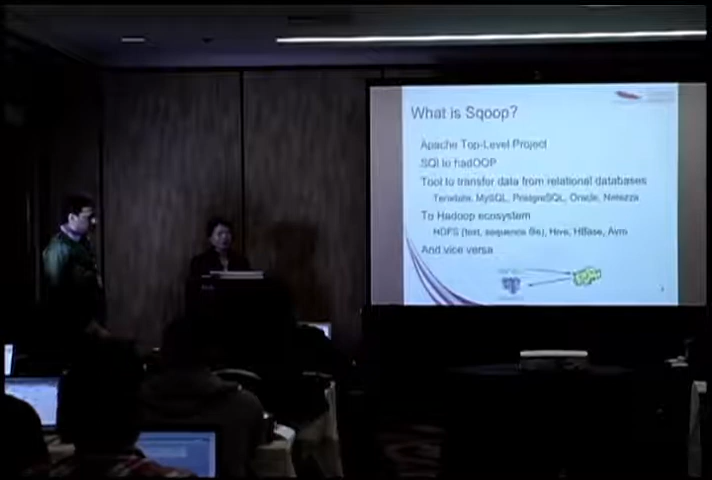 What is Sqoop?
Apache Top-Level Project
SQl to hadOOP
Tool to transfer data from relational databases
Teradata, MySQL, PostgreSQL, Oracle, Netezza
To Hadoop ecosystem
HDFS (text, sequence file), Hive, HBase, Avro
And vice versa